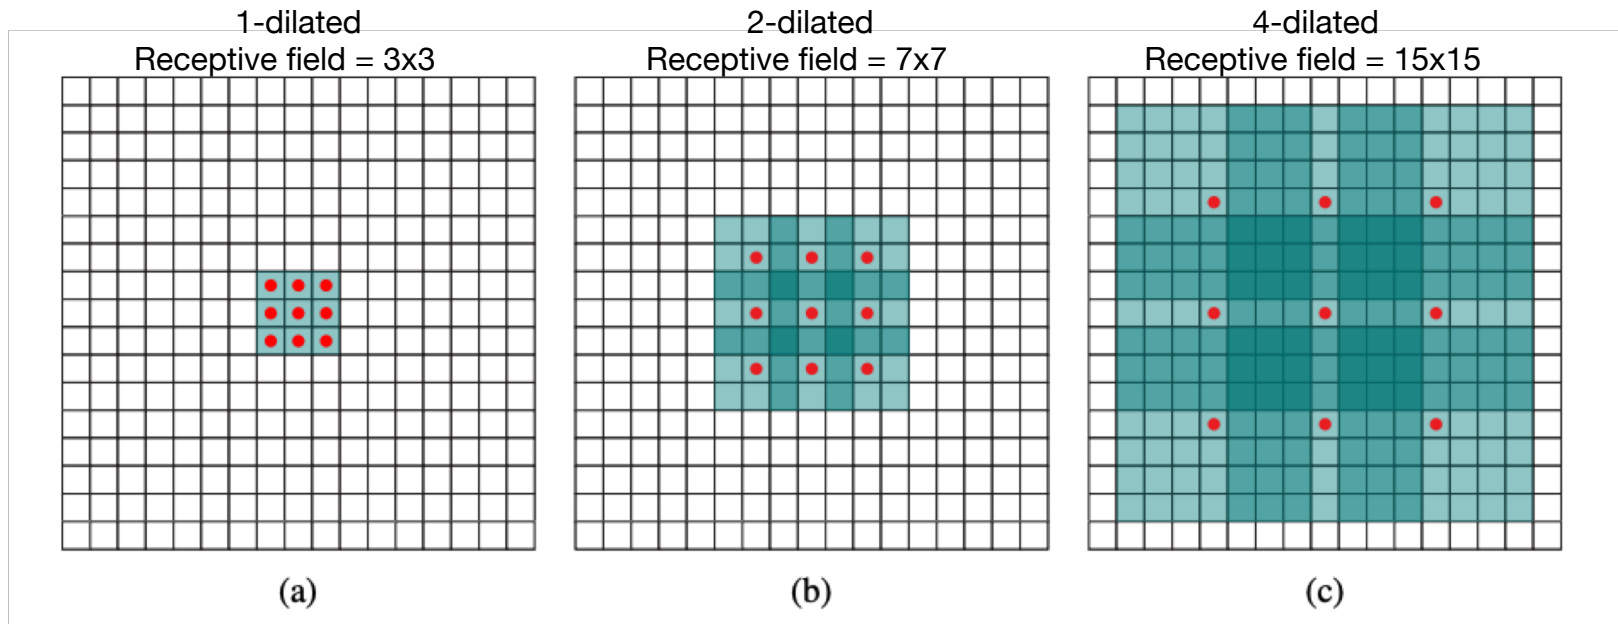 1-dilated
Receptive field = 3x3
2-dilated
Receptive field = 7x7
4-dilated
Receptive field = 15x15
(a)
(b)
(c)